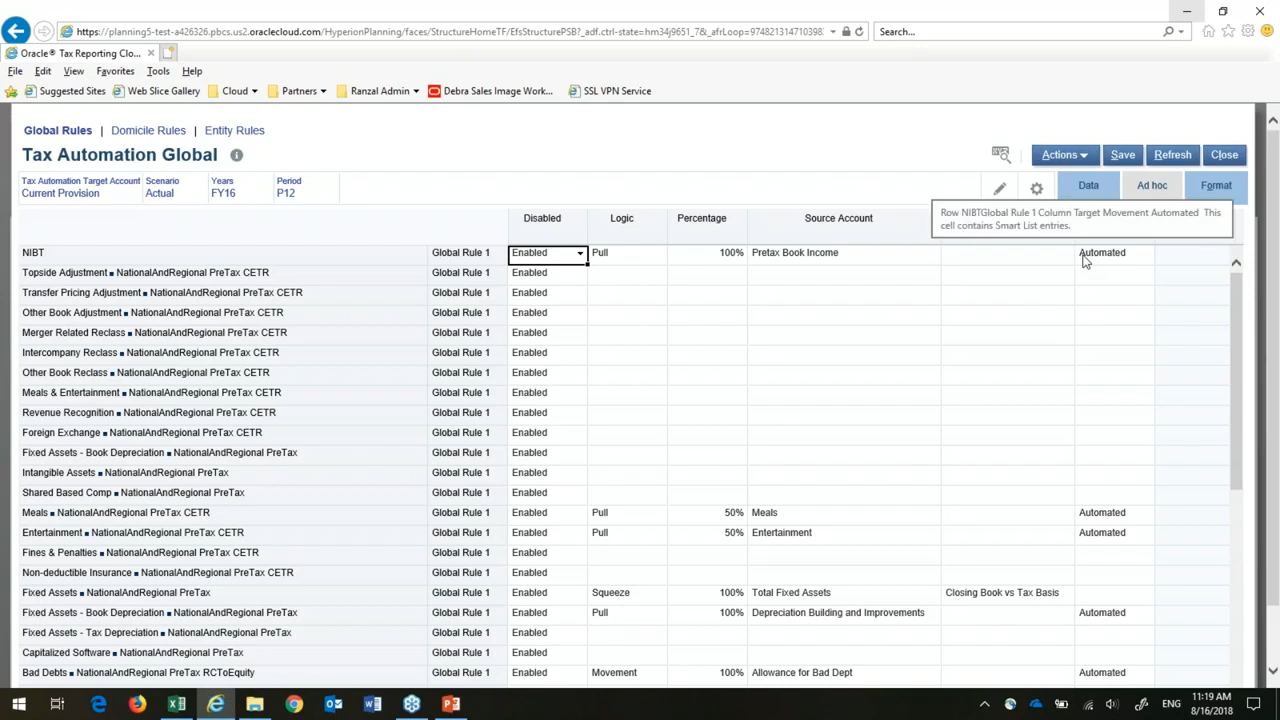 https://planning5-test-a426326.pbcs.us2.oraclecloud.com/HyperionPlanning/faces/StructureHomeTF/EfsStructurePSB?_adf.ctrl-state=hm34j9651_7&_afrLoop=974821314710398
Search...
Oracle® Tax Reporting Clo...
File Edit View Favorites Tools Help
Suggested Sites Web Slice Gallery Cloud Partners Ranzal Admin Debra Sales Image Work... SSL VPN Service
Global Rules | Domicile Rules | Entity Rules
Tax Automation Global
Actions Save Refresh Close
Tax Automation Target Account Scenario Years Period
Current Provision Actual FY16 P12
Data Ad hoc Format
Disabled Logic Percentage Source Account
Row NIBTGlobal Rule 1 Column Target Movement Automated This
cell contains Smart List entries.
NIBT Global Rule 1 Enabled Pull 100% Pretax Book Income Automated
Topside Adjustment ▪ NationalAndRegional PreTax CETR Global Rule 1 Enabled
Transfer Pricing Adjustment ▪ NationalAndRegional PreTax CETR Global Rule 1 Enabled
Other Book Adjustment ▪ NationalAndRegional PreTax CETR Global Rule 1 Enabled
Merger Related Reclass ▪ NationalAndRegional PreTax CETR Global Rule 1 Enabled
Intercompany Reclass ▪ NationalAndRegional PreTax CETR Global Rule 1 Enabled
Other Book Reclass ▪ NationalAndRegional PreTax CETR Global Rule 1 Enabled
Meals & Entertainment ▪ NationalAndRegional PreTax CETR Global Rule 1 Enabled
Revenue Recognition ▪ NationalAndRegional PreTax CETR Global Rule 1 Enabled
Foreign Exchange ▪ NationalAndRegional PreTax CETR Global Rule 1 Enabled
Fixed Assets - Book Depreciation ▪ NationalAndRegional PreTax Global Rule 1 Enabled
Intangible Assets ▪ NationalAndRegional PreTax Global Rule 1 Enabled
Shared Based Comp ▪ NationalAndRegional PreTax Global Rule 1 Enabled
Meals ▪ NationalAndRegional PreTax CETR Global Rule 1 Enabled Pull 50% Meals Automated
Entertainment ▪ NationalAndRegional PreTax CETR Global Rule 1 Enabled Pull 50% Entertainment Automated
Fines & Penalties ▪ NationalAndRegional PreTax CETR Global Rule 1 Enabled
Non-deductible Insurance ▪ NationalAndRegional PreTax CETR Global Rule 1 Enabled
Fixed Assets ▪ NationalAndRegional PreTax Global Rule 1 Enabled Squeeze 100% Total Fixed Assets Closing Book vs Tax Basis
Fixed Assets - Book Depreciation ▪ NationalAndRegional PreTax Global Rule 1 Enabled Pull 100% Depreciation Building and Improvements Automated
Fixed Assets - Tax Depreciation ▪ NationalAndRegional PreTax Global Rule 1 Enabled
Capitalized Software ▪ NationalAndRegional PreTax Global Rule 1 Enabled
Bad Debts ▪ NationalAndRegional PreTax RCToEquity Global Rule 1 Enabled Movement 100% Allowance for Bad Dept Automated
ENG
11:19 AM
8/16/2018